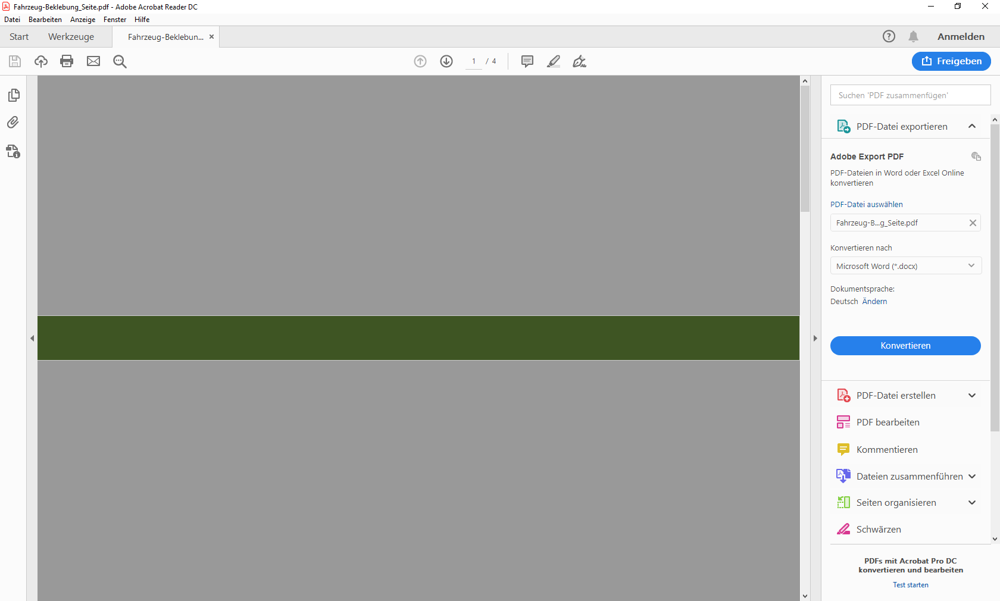 Fahrzeug-Beklebung_Seite.pdf - Adobe Acrobat Reader DC
Datei Bearbeiten Anzeige Fenster Hilfe
Start Werkzeuge Fahrzeug-Beklebun... Anmelden
1 / 4 Freigeben
Suchen 'PDF zusammenfügen'
PDF-Datei exportieren
Adobe Export PDF
PDF-Dateien in Word oder Excel Online
konvertieren
PDF-Datei auswählen
Fahrzeug-B...g_Seite.pdf
Konvertieren nach
Microsoft Word (*.docx)
Dokumentsprache:
Deutsch Ändern
Konvertieren
PDF-Datei erstellen
PDF bearbeiten
Kommentieren
Dateien zusammenführen
Seiten organisieren
Schwärzen
PDFs mit Acrobat Pro DC
konvertieren und bearbeiten
Test starten